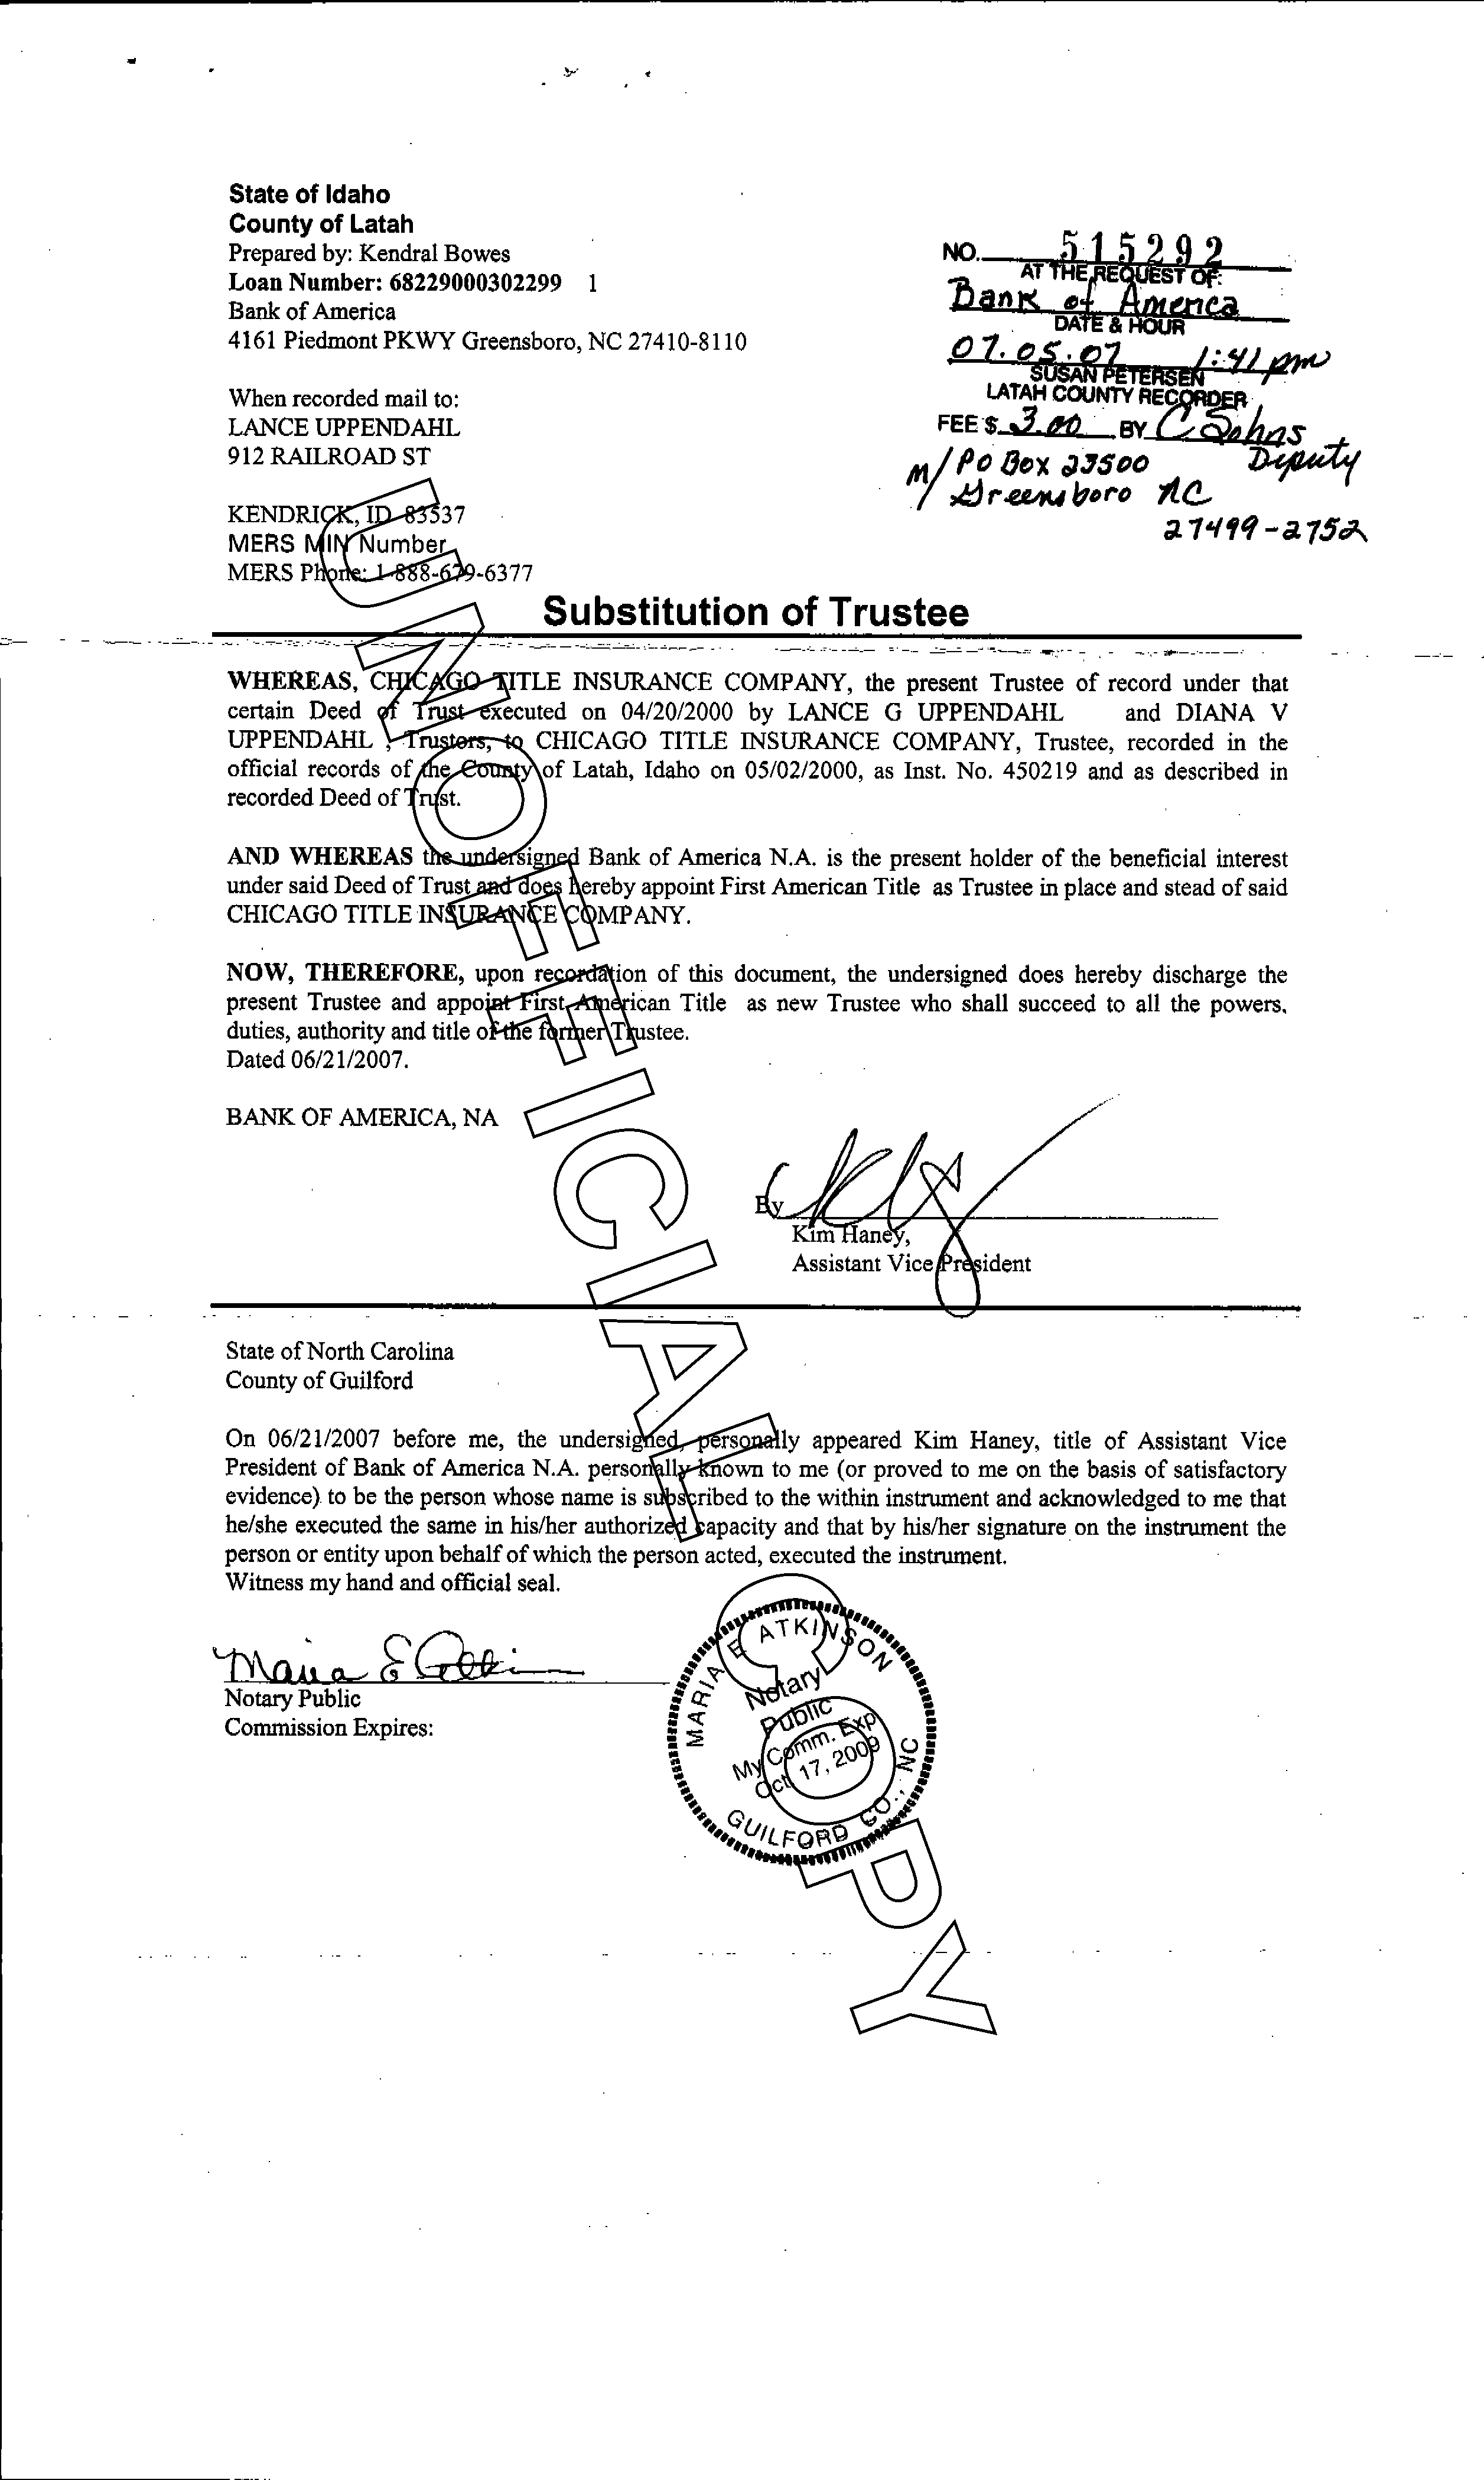 State of Idaho
County of Latah
Prepared by: Kendral Bowes
Loan Number: 68229000302299 1
Bank of America
4161 Piedmont PKWY Greensboro, NC 27410-8110
When recorded mail to:
LANCE UPPENDAHL
912 RAILROAD ST
KENDRICK, ID 83537
MERS MIN Number
MERS Phone: 1-888-679-6377
NO. 515292
AT THE REQUEST OF:
Bank of America
DATE & HOUR
07.05.07 1:41 pm
SUSAN PETERSEN
LATAH COUNTY RECORDER
FEE $ 3.00 BY C Johns
Deputy
m/ PO Box 23500
Greensboro NC
27499-2752
Substitution of Trustee
WHEREAS, CHICAGO TITLE INSURANCE COMPANY, the present Trustee of record under that
certain Deed of Trust executed on 04/20/2000 by LANCE G UPPENDAHL and DIANA V
UPPENDAHL , Trustors, to CHICAGO TITLE INSURANCE COMPANY, Trustee, recorded in the
official records of the County of Latah, Idaho on 05/02/2000, as Inst. No. 450219 and as described in
recorded Deed of Trust.
AND WHEREAS the undersigned Bank of America N.A. is the present holder of the beneficial interest
under said Deed of Trust and does hereby appoint First American Title as Trustee in place and stead of said
CHICAGO TITLE INSURANCE COMPANY.
NOW, THEREFORE, upon recordation of this document, the undersigned does hereby discharge the
present Trustee and appoint First American Title as new Trustee who shall succeed to all the powers,
duties, authority and title of the former Trustee.
Dated 06/21/2007.
BANK OF AMERICA, NA
By
Kim Haney,
Assistant Vice President
State of North Carolina
County of Guilford
On 06/21/2007 before me, the undersigned, personally appeared Kim Haney, title of Assistant Vice
President of Bank of America N.A. personally known to me (or proved to me on the basis of satisfactory
evidence) to be the person whose name is subscribed to the within instrument and acknowledged to me that
he/she executed the same in his/her authorized capacity and that by his/her signature on the instrument the
person or entity upon behalf of which the person acted, executed the instrument.
Witness my hand and official seal.
Maria E Atkinson
Notary Public
Commission Expires:
MARIA E ATKINSON
Notary
Public
My Comm. Exp
Oct 17, 2009
GUILFORD CO., NC
UNOFFICIAL COPY